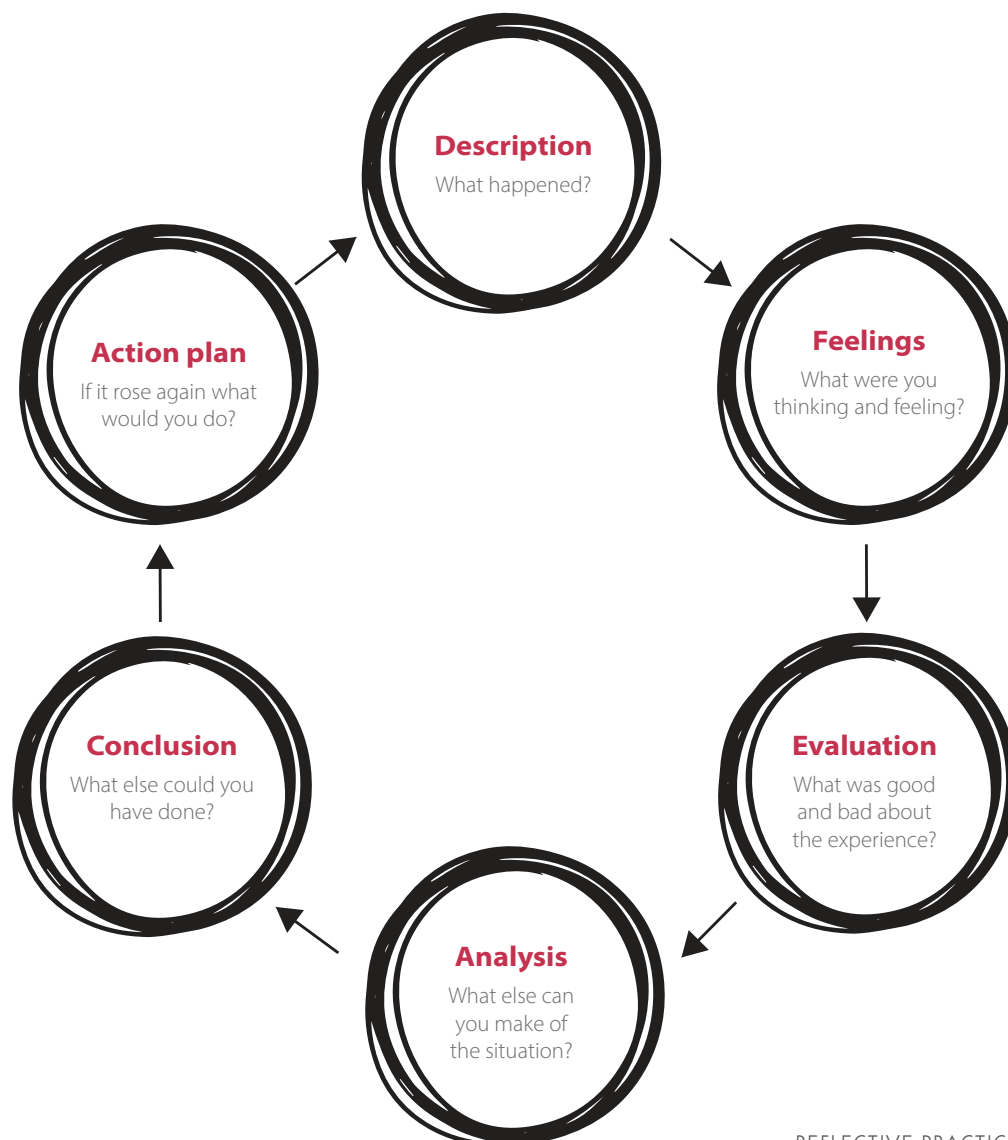 Description
What happened?
Feelings
What were you
thinking and feeling?
Evaluation
What was good
and bad about
the experience?
Analysis
What else can
you make of
the situation?
Conclusion
What else could you
have done?
Action plan
If it rose again what
would you do?
REFLECTIVE